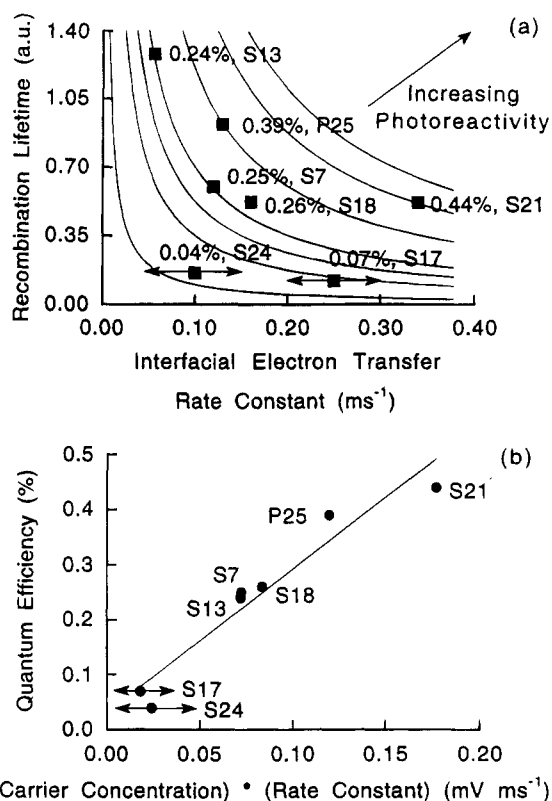 (a)
Recombination Lifetime (a.u.)
1.40
1.05
0.70
0.35
0.00
0.24%, S13
Increasing
Photoreactivity
0.39%, P25
0.25%, S7
0.26%, S18
0.44%, S21
0.04%, S24
0.07%, S17
0.00
0.10
0.20
0.30
0.40
Interfacial Electron Transfer
Rate Constant (ms⁻¹)
(b)
Quantum Efficiency (%)
0.5
0.4
0.3
0.2
0.1
0.0
S21
P25
S7
S13
S18
S17
S24
0.00
0.05
0.10
0.15
0.20
Carrier Concentration) • (Rate Constant) (mV ms⁻¹)